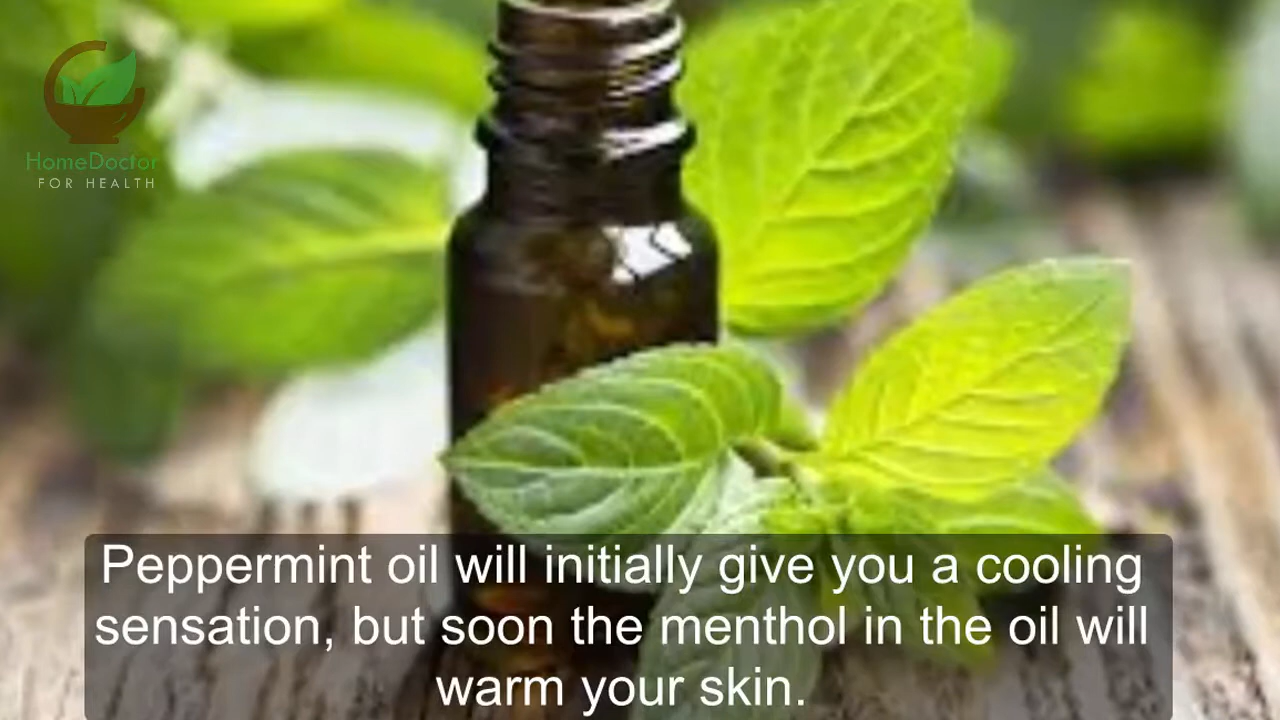 HomeDoctor
FOR HEALTH
Peppermint oil will initially give you a cooling
sensation, but soon the menthol in the oil will
warm your skin.